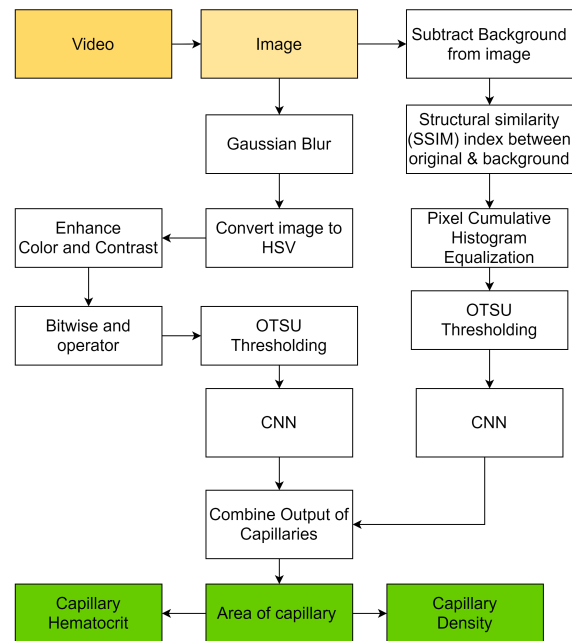 Video
Image
Subtract Background
from image
Gaussian Blur
Structural similarity
(SSIM) index between
original & background
Enhance
Color and Contrast
Convert image to
HSV
Pixel Cumulative
Histogram
Equalization
Bitwise and
operator
OTSU
Thresholding
OTSU
Thresholding
CNN
CNN
Combine Output of
Capillaries
Capillary
Hematocrit
Area of capillary
Capillary
Density